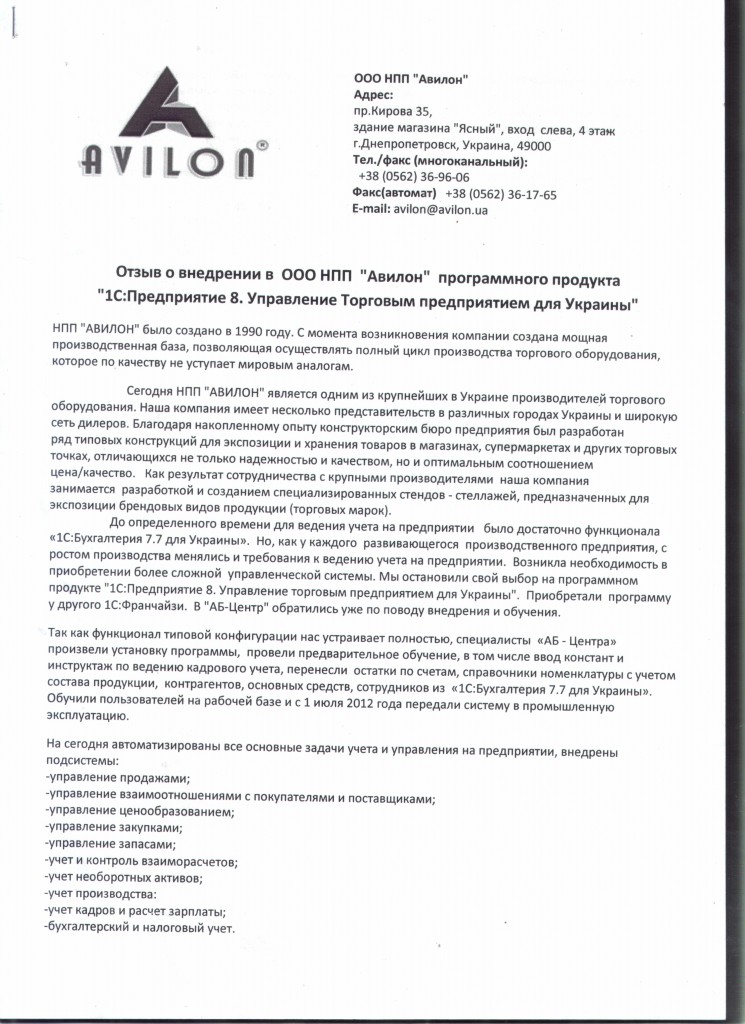 AVILON®
ООО НПП "Авилон"
Адрес:
пр.Кирова 35,
здание магазина "Ясный", вход  слева, 4 этаж
г.Днепропетровск, Украина, 49000
Тел./факс (многоканальный):
+38 (0562) 36-96-06
Факс(автомат)   +38 (0562) 36-17-65
E-mail: avilon@avilon.ua
Отзыв о внедрении в  ООО НПП  "Авилон"  программного продукта
"1С:Предприятие 8. Управление Торговым предприятием для Украины"
НПП "АВИЛОН" было создано в 1990 году. С момента возникновения компании создана мощная
производственная база, позволяющая осуществлять полный цикл производства торгового оборудования,
которое по качеству не уступает мировым аналогам.
Сегодня НПП "АВИЛОН" является одним из крупнейших в Украине производителей торгового
оборудования. Наша компания имеет несколько представительств в различных городах Украины и широкую
сеть дилеров. Благодаря накопленному опыту конструкторским бюро предприятия был разработан
ряд типовых конструкций для экспозиции и хранения товаров в магазинах, супермаркетах и других торговых
точках, отличающихся не только надежностью и качеством, но и оптимальным соотношением
цена/качество.   Как результат сотрудничества с крупными производителями  наша компания
занимается  разработкой и созданием специализированных стендов - стеллажей, предназначенных для
экспозиции брендовых видов продукции (торговых марок).
До определенного времени для ведения учета на предприятии   было достаточно функционала
«1С:Бухгалтерия 7.7 для Украины».  Но, как у каждого  развивающегося  производственного предприятия, с
ростом производства менялись и требования к ведению учета на предприятии.  Возникла необходимость в
приобретении более сложной  управленческой системы. Мы остановили свой выбор на программном
продукте "1С:Предприятие 8. Управление торговым предприятием для Украины".  Приобретали  программу
у другого 1С:Франчайзи.  В "АБ-Центр" обратились уже по поводу внедрения и обучения.
Так как функционал типовой конфигурации нас устраивает полностью, специалисты  «АБ - Центра»
произвели установку программы,  провели предварительное обучение, в том числе ввод констант и
инструктаж по ведению кадрового учета, перенесли  остатки по счетам, справочники номенклатуры с учетом
состава продукции,  контрагентов, основных средств, сотрудников из  «1С:Бухгалтерия 7.7 для Украины».
Обучили пользователей на рабочей базе и с 1 июля 2012 года передали систему в промышленную
эксплуатацию.
На сегодня автоматизированы все основные задачи учета и управления на предприятии, внедрены
подсистемы:
-управление продажами;
-управление взаимоотношениями с покупателями и поставщиками;
-управление ценообразованием;
-управление закупками;
-управление запасами;
-учет и контроль взаиморасчетов;
-учет необоротных активов;
-учет производства:
-учет кадров и расчет зарплаты;
-бухгалтерский и налоговый учет.